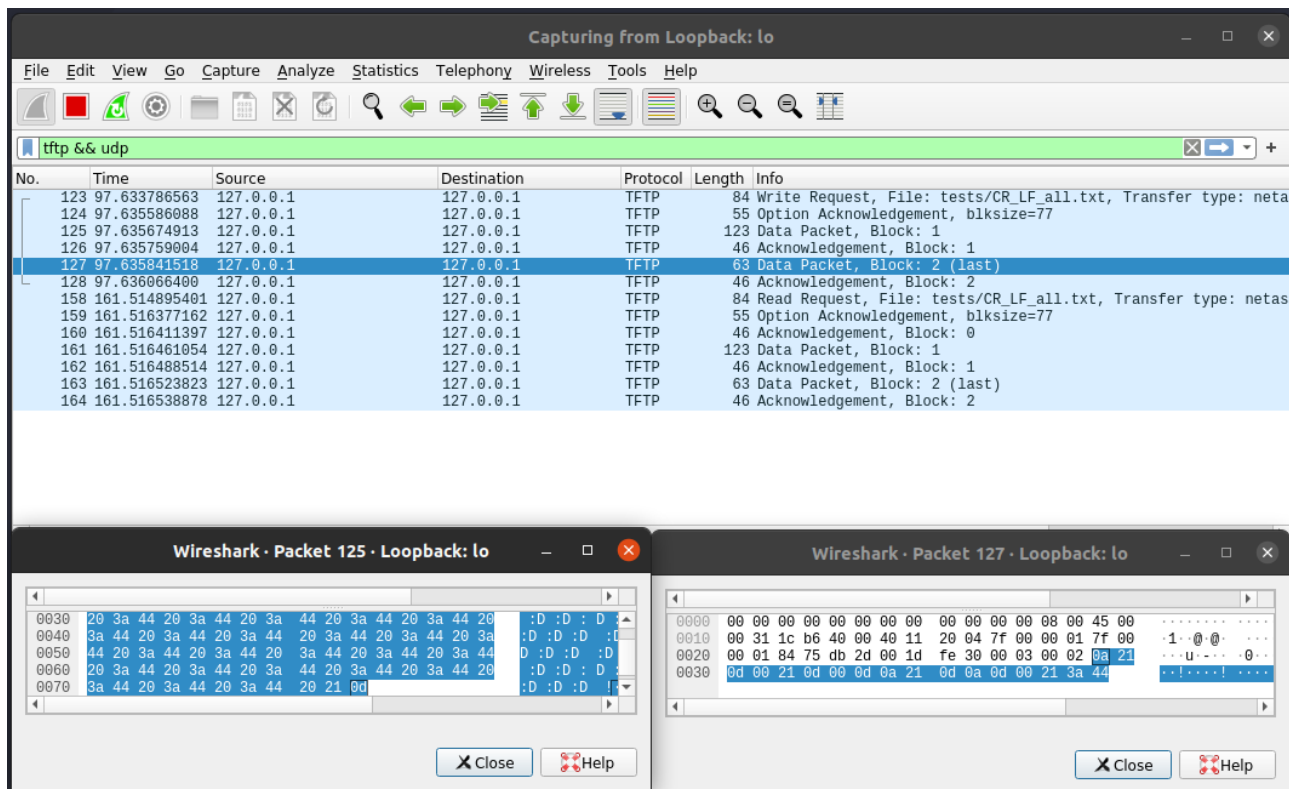 Capturing from Loopback: lo
File Edit View Go Capture Analyze Statistics Telephony Wireless Tools Help
tftp && udp
No. Time Source Destination Protocol Length Info
123 97.633786563 127.0.0.1 127.0.0.1 TFTP 84 Write Request, File: tests/CR_LF_all.txt, Transfer type: neta
124 97.635586088 127.0.0.1 127.0.0.1 TFTP 55 Option Acknowledgement, blksize=77
125 97.635674913 127.0.0.1 127.0.0.1 TFTP 123 Data Packet, Block: 1
126 97.635759004 127.0.0.1 127.0.0.1 TFTP 46 Acknowledgement, Block: 1
127 97.635841518 127.0.0.1 127.0.0.1 TFTP 63 Data Packet, Block: 2 (last)
128 97.636066400 127.0.0.1 127.0.0.1 TFTP 46 Acknowledgement, Block: 2
158 161.514895401 127.0.0.1 127.0.0.1 TFTP 84 Read Request, File: tests/CR_LF_all.txt, Transfer type: netas
159 161.516377162 127.0.0.1 127.0.0.1 TFTP 55 Option Acknowledgement, blksize=77
160 161.516411397 127.0.0.1 127.0.0.1 TFTP 46 Acknowledgement, Block: 0
161 161.516461054 127.0.0.1 127.0.0.1 TFTP 123 Data Packet, Block: 1
162 161.516488514 127.0.0.1 127.0.0.1 TFTP 46 Acknowledgement, Block: 1
163 161.516523823 127.0.0.1 127.0.0.1 TFTP 63 Data Packet, Block: 2 (last)
164 161.516538878 127.0.0.1 127.0.0.1 TFTP 46 Acknowledgement, Block: 2
Wireshark · Packet 125 · Loopback: lo
0030 20 3a 44 20 3a 44 20 3a 44 20 3a 44 20 3a 44 20 :D :D : D :
0040 3a 44 20 3a 44 20 3a 44 20 3a 44 20 3a 44 20 3a :D :D :D :D
0050 44 20 3a 44 20 3a 44 20 3a 44 20 3a 44 20 3a 44 D :D :D :D
0060 20 3a 44 20 3a 44 20 3a 44 20 3a 44 20 3a 44 20 :D :D : D :
0070 3a 44 20 3a 44 20 3a 44 20 21 0d :D :D :D !
Close Help
Wireshark · Packet 127 · Loopback: lo
0000 00 00 00 00 00 00 00 00 00 00 00 00 08 00 45 00 ········ ····
0010 00 31 1c b6 40 00 40 11 20 04 7f 00 00 01 7f 00 ·1··@·@· ···
0020 00 01 84 75 db 2d 00 1d fe 30 00 03 00 02 0a 21 ···u·-·· ·0··
0030 0d 00 21 0d 00 0d 0a 21 0d 0a 0d 00 21 3a 44 ··!····! ····
Close Help